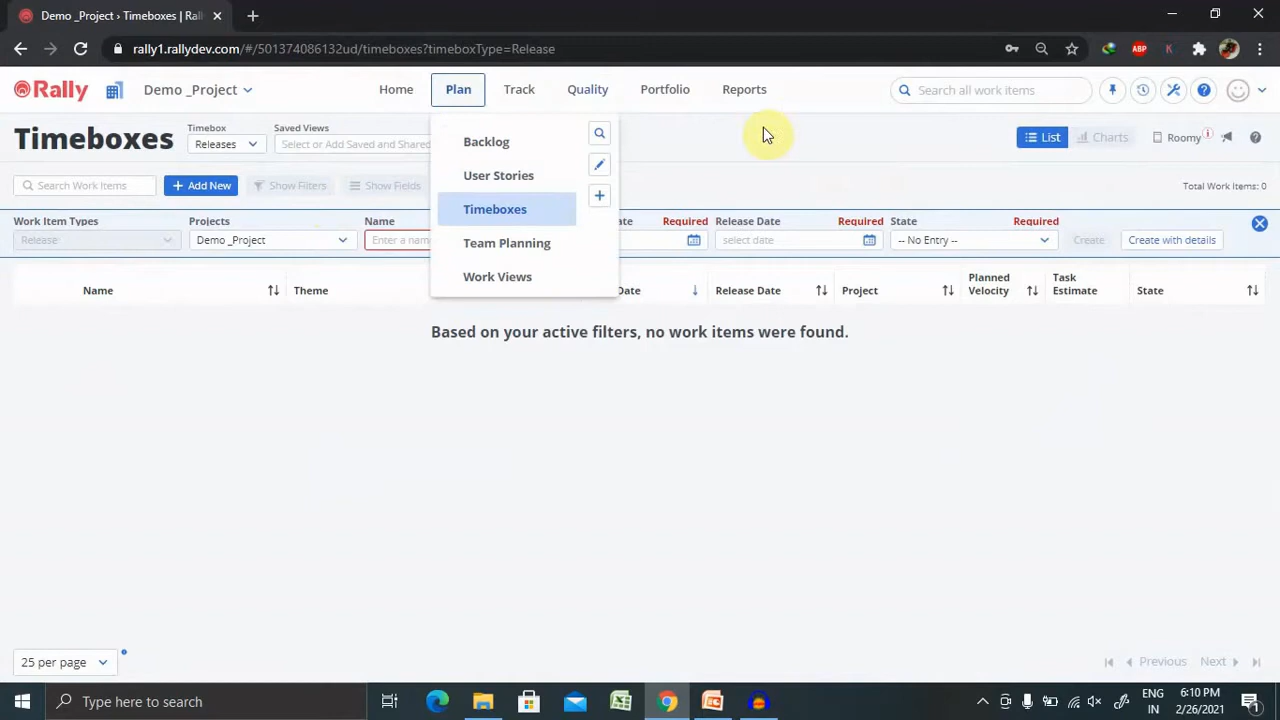 Demo _Project › Timeboxes | Ral
rally1.rallydev.com/#/501374086132ud/timeboxes?timeboxType=Release
ABP
K
Rally
Demo _Project
Home
Plan
Track
Quality
Portfolio
Reports
Search all work items
Timeboxes
Timebox
Releases
Saved Views
Select or Add Saved and Shared
List
Charts
Roomy
Backlog
User Stories
Timeboxes
Team Planning
Work Views
Search Work Items
Add New
Show Filters
Show Fields
Total Work Items: 0
Work Item Types
Release
Projects
Demo _Project
Name
Enter a nam
ate
Required
Release Date
Required
select date
State
Required
-- No Entry --
Create
Create with details
Name
Theme
Date
Release Date
Project
Planned
Velocity
Task
Estimate
State
Based on your active filters, no work items were found.
25 per page
Previous
Next
Type here to search
ENG
IN
6:10 PM
2/26/2021
1